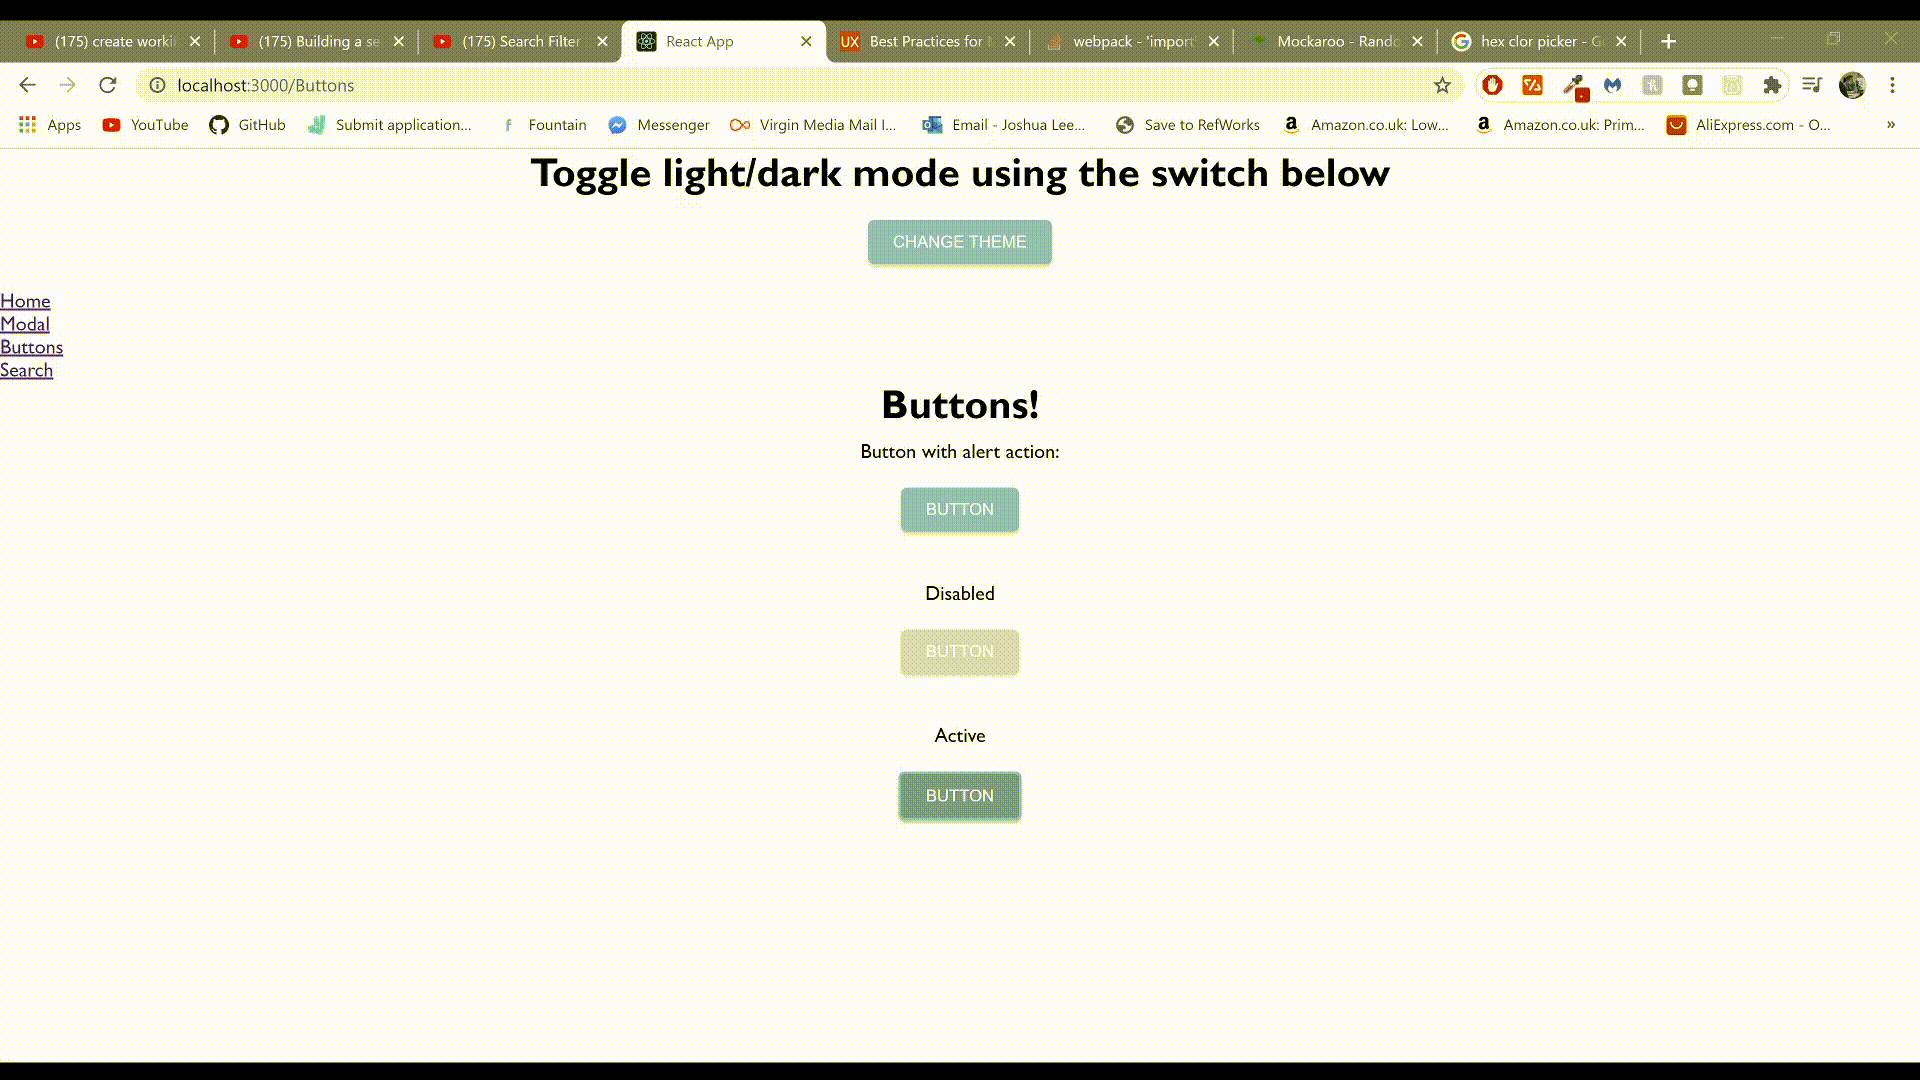 (175) create worki
(175) Building a se
(175) Search Filter
React App
UX Best Practices for
webpack - 'import'
Mockaroo - Rando
hex clor picker - G
localhost:3000/Buttons
Apps
YouTube
GitHub
Submit application...
Fountain
Messenger
Virgin Media Mail I...
Email - Joshua Lee...
Save to RefWorks
Amazon.co.uk: Low...
Amazon.co.uk: Prim...
AliExpress.com - O...
»
Toggle light/dark mode using the switch below
CHANGE THEME
Home
Modal
Buttons
Search
Buttons!
Button with alert action:
BUTTON
Disabled
BUTTON
Active
BUTTON